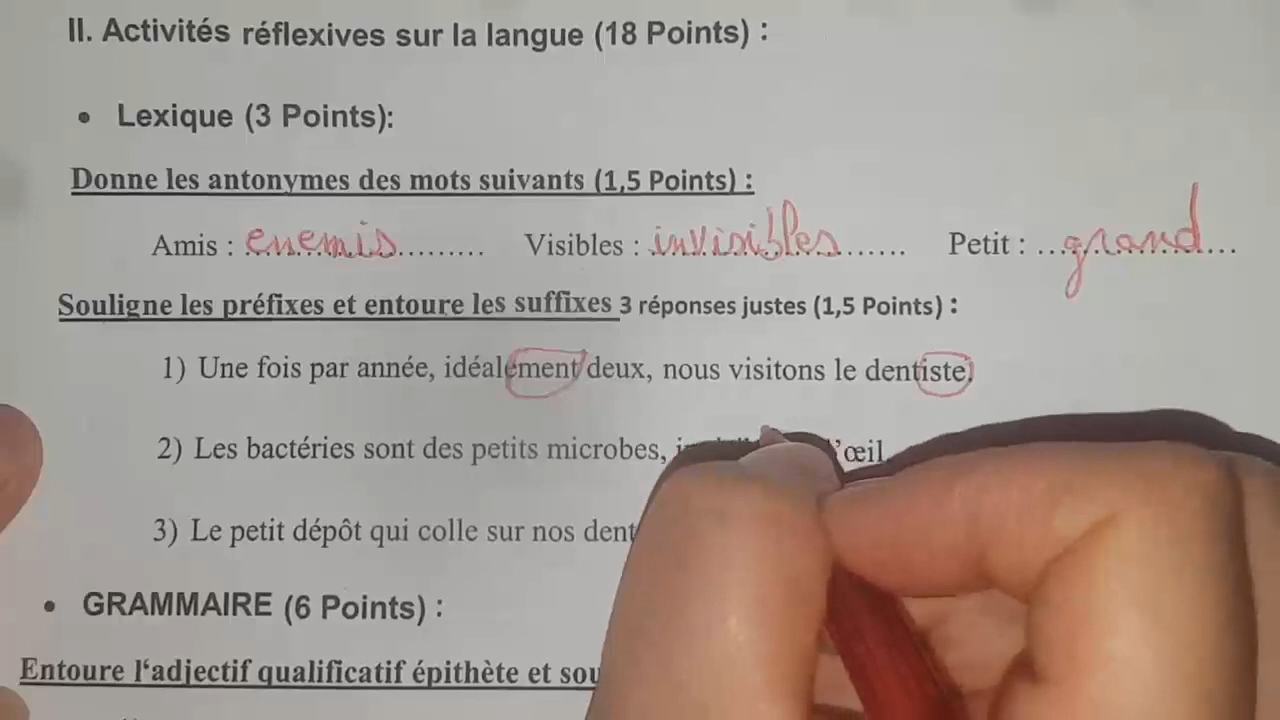 II. Activités réflexives sur la langue (18 Points) :
• Lexique (3 Points):
Donne les antonymes des mots suivants (1,5 Points) :
Amis : enemis......... Visibles : invisibles....... Petit : ...grand...
Souligne les préfixes et entoure les suffixes 3 réponses justes (1,5 Points) :
1) Une fois par année, idéalement deux, nous visitons le dentiste.
2) Les bactéries sont des petits microbes, l'œil.
3) Le petit dépôt qui colle sur nos dent
• GRAMMAIRE (6 Points) :
Entoure l'adjectif qualificatif épithète et sou